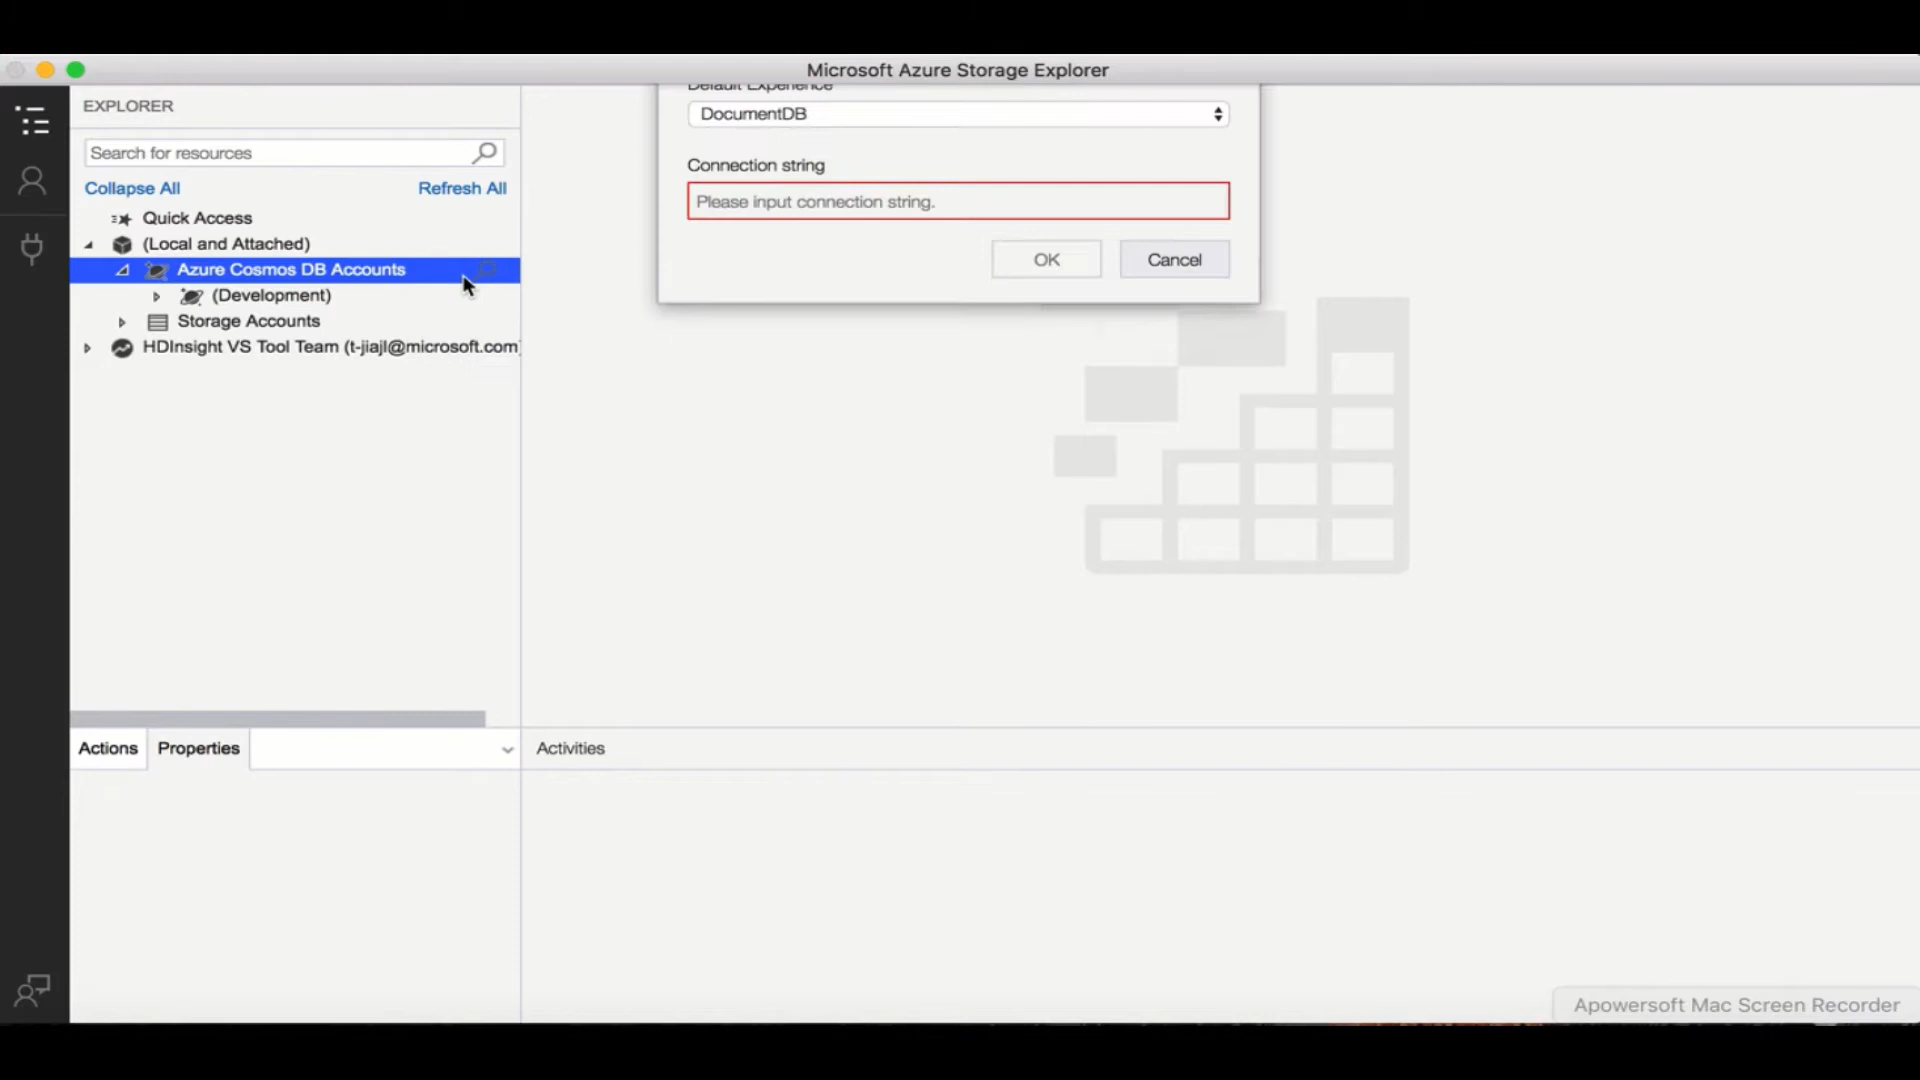 Microsoft Azure Storage Explorer
EXPLORER
Search for resources
Collapse All
Refresh All
Quick Access
(Local and Attached)
Azure Cosmos DB Accounts
(Development)
Storage Accounts
HDInsight VS Tool Team (t-jiajl@microsoft.com)
Default Experience
DocumentDB
Connection string
Please input connection string.
OK
Cancel
Actions
Properties
Activities
Apowersoft Mac Screen Recorder